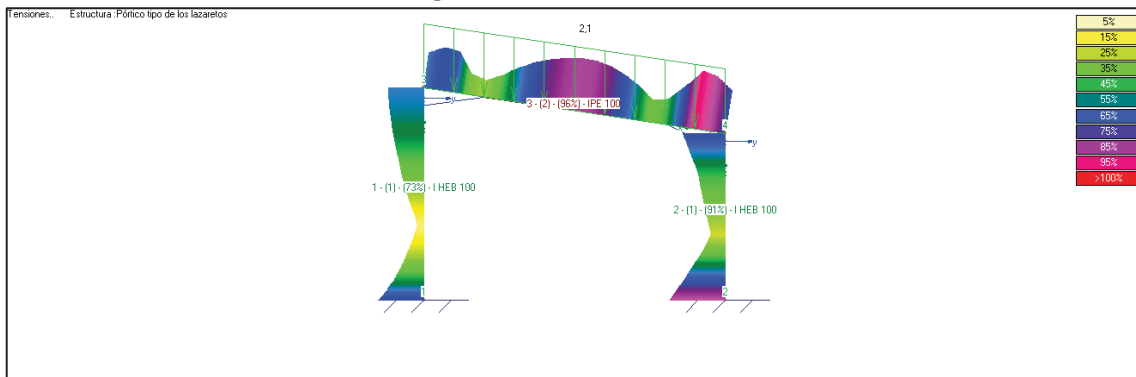 Tensiones.. Estructura :Pórtico tipo de los lazaretos
5%
15%
25%
35%
45%
55%
65%
75%
85%
95%
>100%
2,1
3
y
3 - (2) - (96%) - IPE 100
4
y
1 - (1) - (73%) - I HEB 100
2 - (1) - (91%) - I HEB 100
1
2